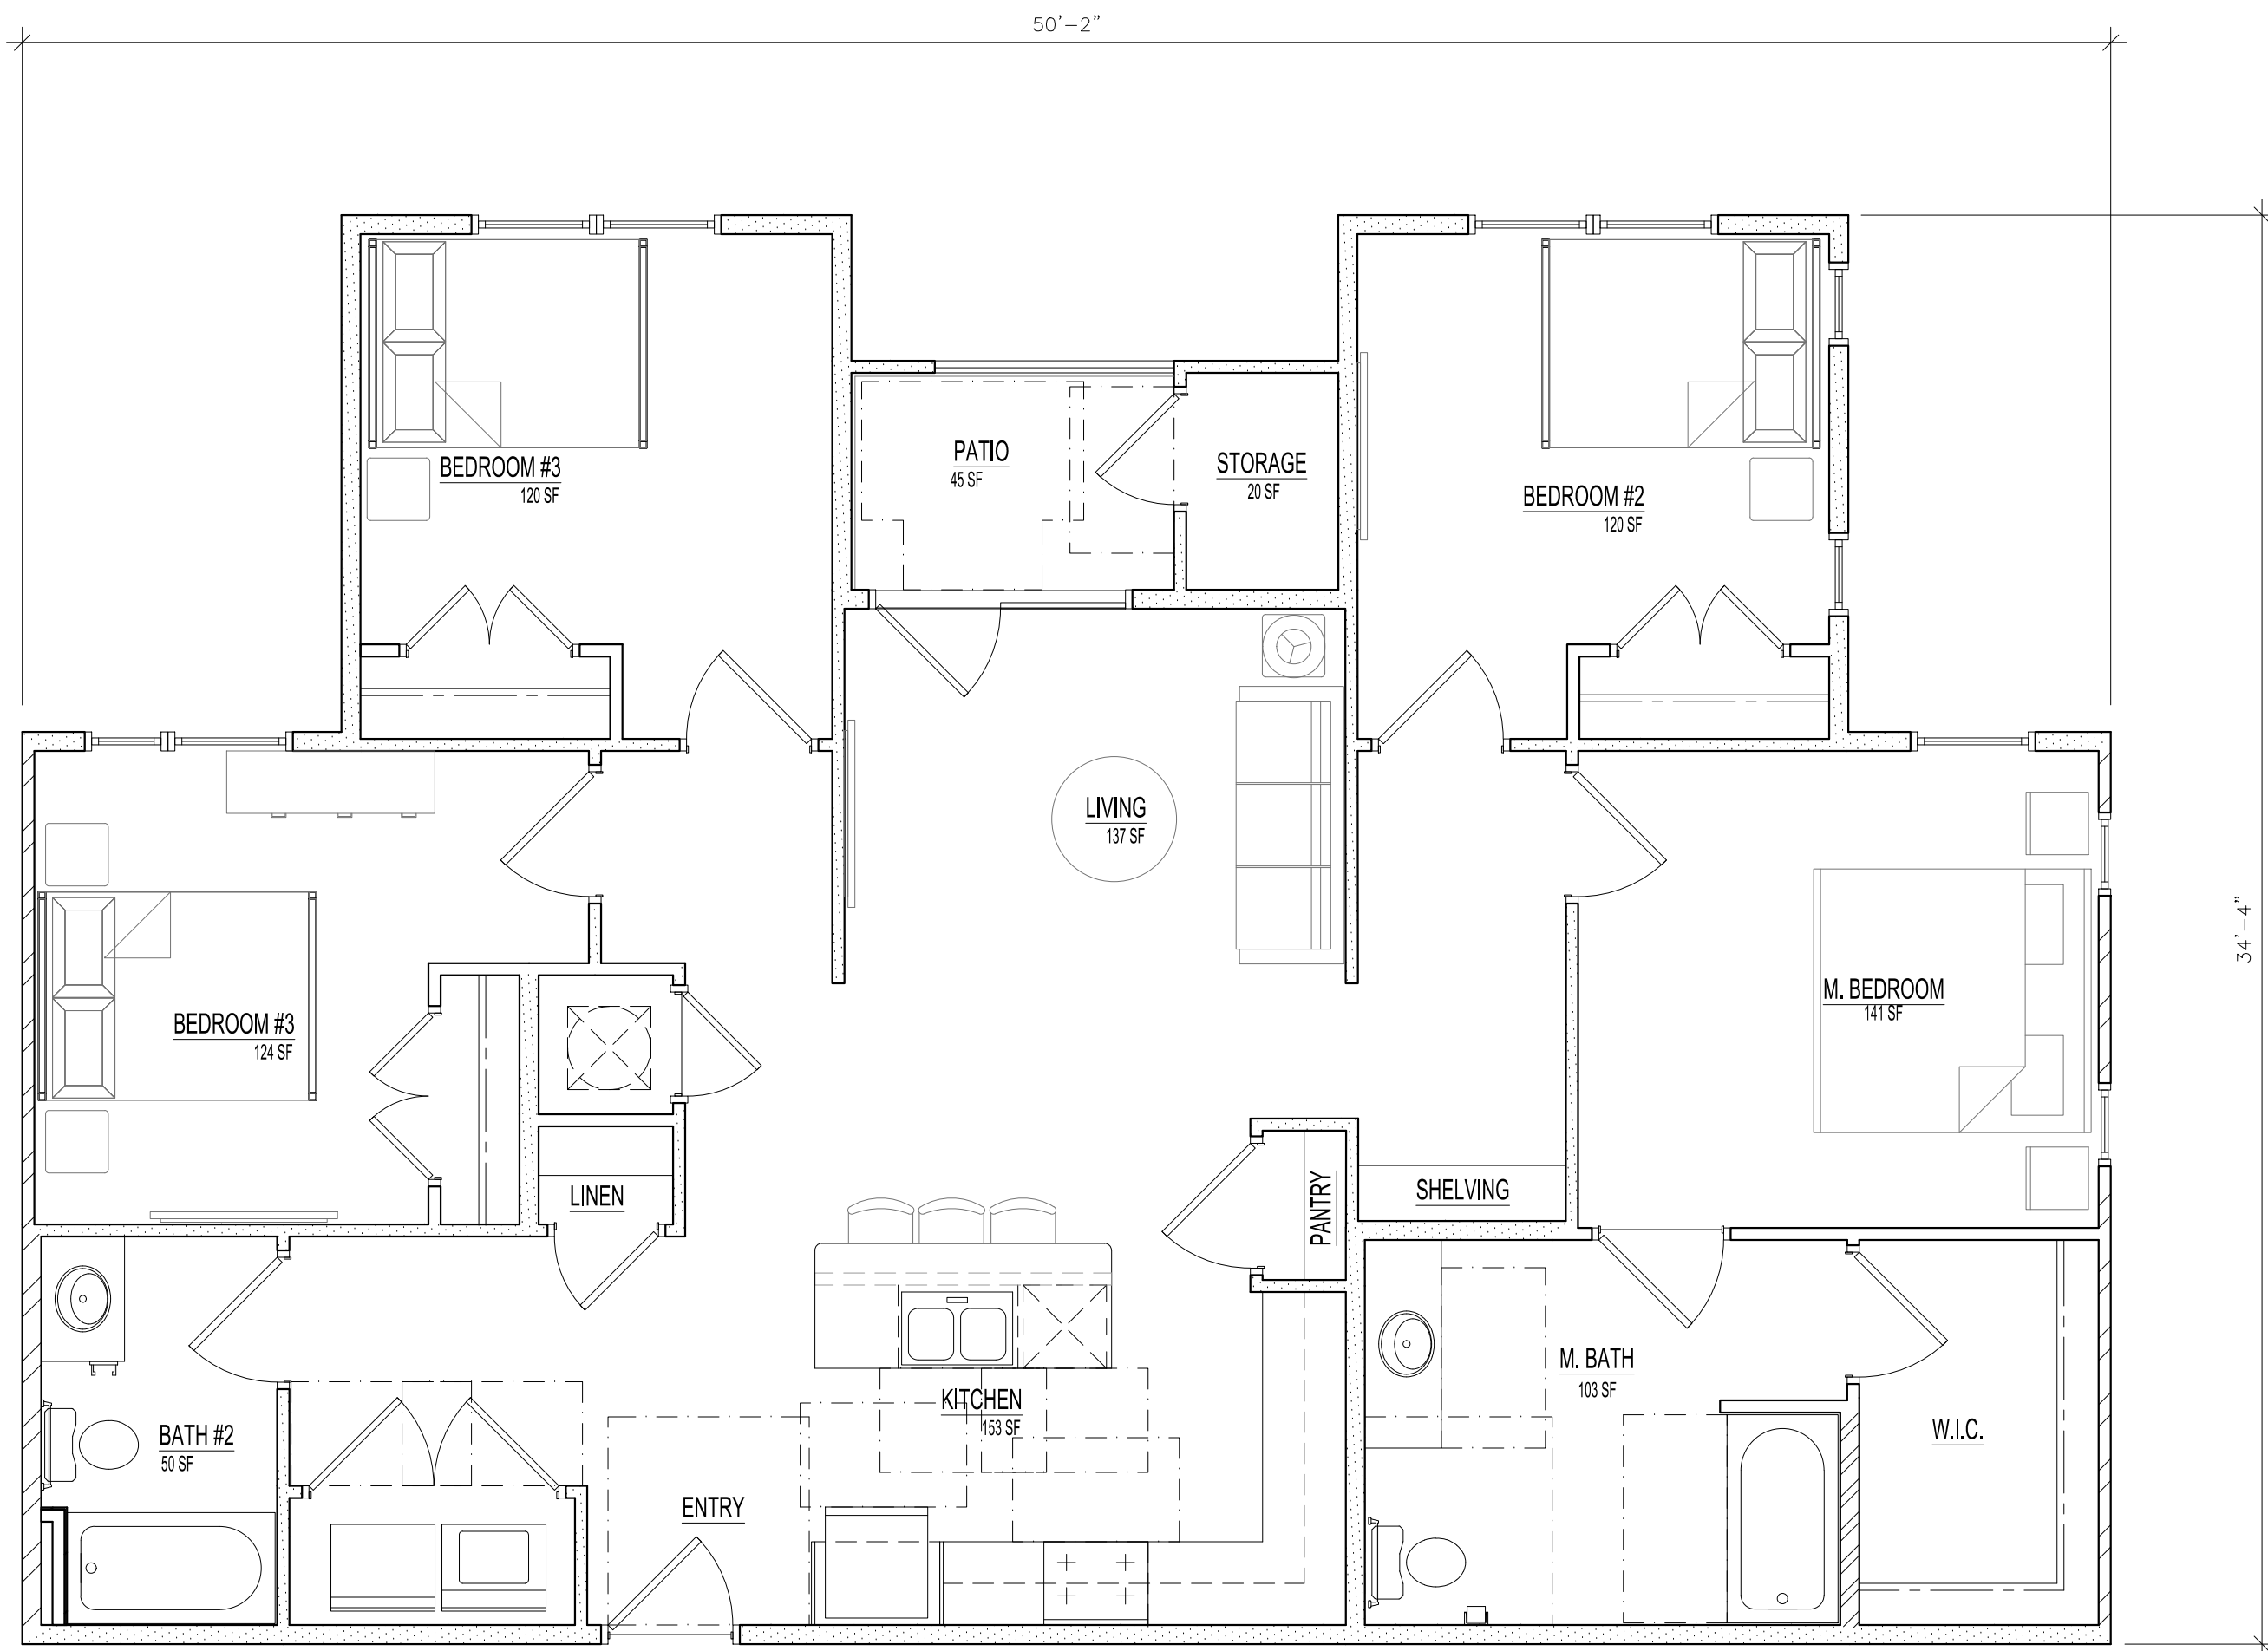 50'-2"
BEDROOM #3
120 SF
PATIO
45 SF
STORAGE
20 SF
BEDROOM #2
120 SF
LIVING
137 SF
34'-4"
M. BEDROOM
141 SF
BEDROOM #3
124 SF
LINEN
PANTRY
SHELVING
KITCHEN
153 SF
M. BATH
103 SF
W.I.C.
BATH #2
50 SF
ENTRY